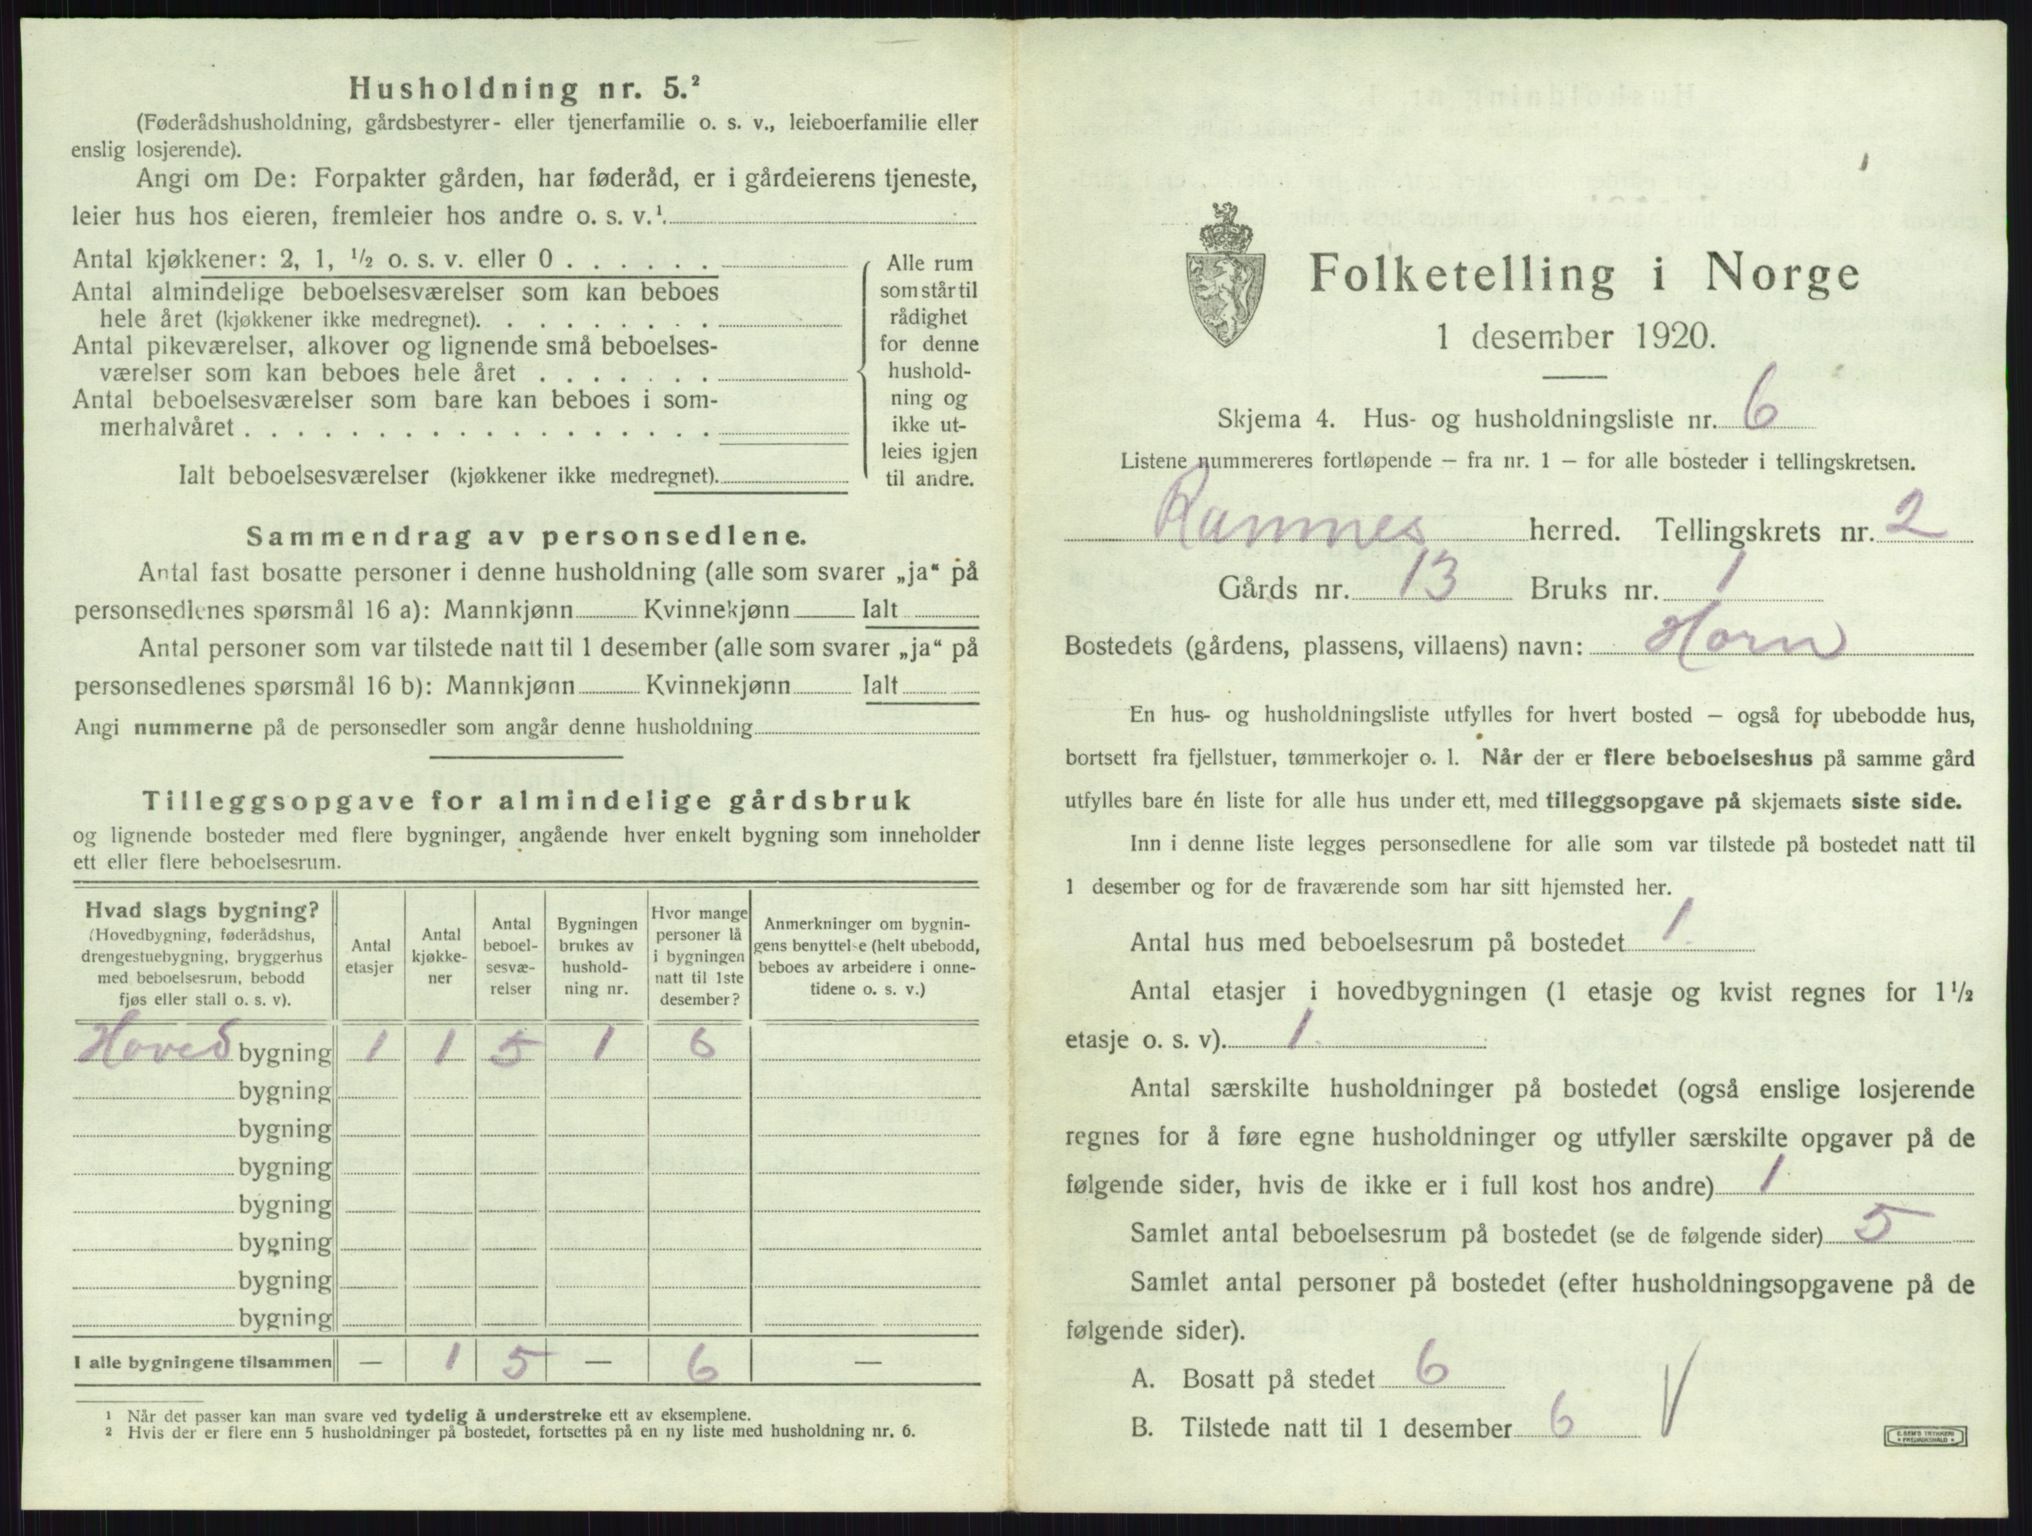 Husholdning nr. 5.²
(Føderådshusholdning, gårdsbestyrer- eller tjenerfamilie o. s. v., leieboerfamilie eller
enslig losjerende).
Angi om De: Forpakter gården, har føderåd, er i gårdeierens tjeneste,
leier hus hos eieren, fremleier hos andre o. s. v.¹
Antal kjøkkener: 2, 1, ½ o. s. v. eller 0 . . . . . .
Antal almindelige beboelsesværelser som kan beboes
hele året (kjøkkener ikke medregnet). . . . . . . . .
Antal pikeværelser, alkover og lignende små beboelses-
værelser som kan beboes hele året . . . . . . .
Antal beboelsesværelser som bare kan beboes i som-
merhalvåret . . . . . . . . . . . . . . . . . .
Ialt beboelsesværelser (kjøkkener ikke medregnet).
Alle rum
som står til
rådighet
for denne
hushold-
ning og
ikke ut-
leies igjen
til andre.
Sammendrag av personsedlene.
Antal fast bosatte personer i denne husholdning (alle som svarer „ja“ på
personsedlenes spørsmål 16 a): Mannkjønn Kvinnekjønn Ialt
Antal personer som var tilstede natt til 1 desember (alle som svarer „ja“ på
personsedlenes spørsmål 16 b): Mannkjønn Kvinnekjønn Ialt
Angi nummerne på de personsedler som angår denne husholdning
Tilleggsopgave for almindelige gårdsbruk
og lignende bosteder med flere bygninger, angående hver enkelt bygning som inneholder
ett eller flere beboelsesrum.
Hvad slags bygning?
(Hovedbygning, føderådshus,
drengestuebygning, bryggerhus
med beboelsesrum, bebodd
fjøs eller stall o. s. v).
Antal
etasjer
Antal
kjøkke-
ner
Antal
beboel-
sesvæ-
relser
Bygningen
brukes av
hushold-
ning nr.
Hvor mange
personer lå
i bygningen
natt til 1ste
desember?
Anmerkninger om bygnin-
gens benyttelse (helt ubebodd,
beboes av arbeidere i onne-
tidene o. s. v.)
Hoved bygning 1 1 5 1 6
bygning
bygning
bygning
bygning
bygning
bygning
bygning
I alle bygningene tilsammen — 1 5 — 6 —
¹ Når det passer kan man svare ved tydelig å understreke ett av eksemplene.
² Hvis der er flere enn 5 husholdninger på bostedet, fortsettes på en ny liste med husholdning nr. 6.
Folketelling i Norge
1 desember 1920.
Skjema 4. Hus- og husholdningsliste nr. 6
Listene nummereres fortløpende — fra nr. 1 — for alle bosteder i tellingskretsen.
Ramnes herred. Tellingskrets nr. 2
Gårds nr. 13 Bruks nr. 1
Bostedets (gårdens, plassens, villaens) navn: Horn
En hus- og husholdningsliste utfylles for hvert bosted — også for ubebodde hus,
bortsett fra fjellstuer, tømmerkojer o. l. Når der er flere beboelseshus på samme gård
utfylles bare én liste for alle hus under ett, med tilleggsopgave på skjemaets siste side.
Inn i denne liste legges personsedlene for alle som var tilstede på bostedet natt til
1 desember og for de fraværende som har sitt hjemsted her.
Antal hus med beboelsesrum på bostedet 1
Antal etasjer i hovedbygningen (1 etasje og kvist regnes for 1½
etasje o. s. v). 1.
Antal særskilte husholdninger på bostedet (også enslige losjerende
regnes for å føre egne husholdninger og utfyller særskilte opgaver på de
følgende sider, hvis de ikke er i full kost hos andre) 1
Samlet antal beboelsesrum på bostedet (se de følgende sider) 5
Samlet antal personer på bostedet (efter husholdningsopgavene på de
følgende sider).
A. Bosatt på stedet 6
B. Tilstede natt til 1 desember 6
E. SEM'S TRYKKERI
FREDRIKSHALD